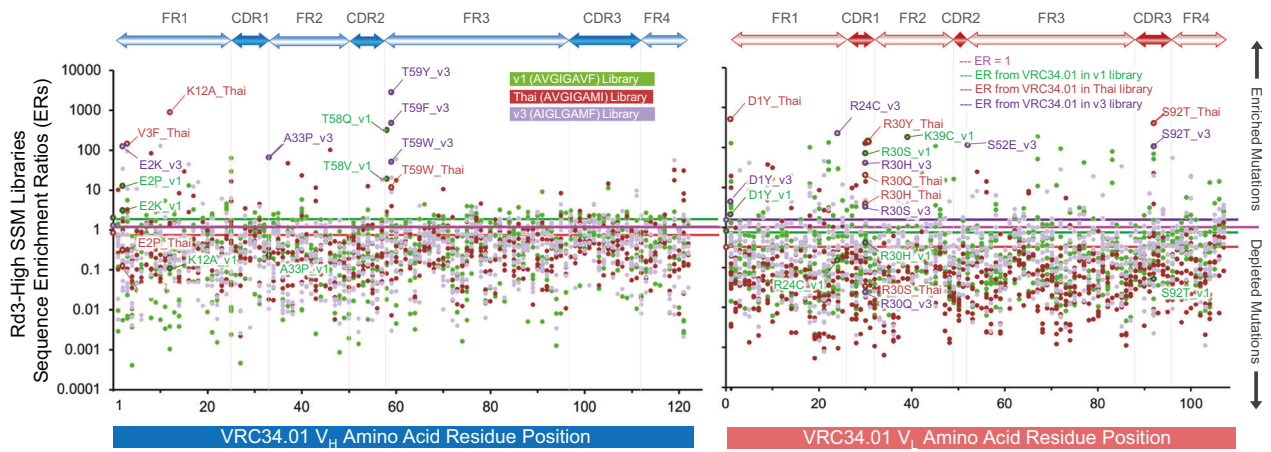 FR1 CDR1 FR2 CDR2 FR3 CDR3 FR4
FR1 CDR1 FR2 CDR2 FR3 CDR3 FR4
Rd3-High SSM Libraries
Sequence Enrichment Ratios (ERs)
10000
1000
100
10
1
0.1
0.01
0.001
0.0001
K12A_Thai
V3F_Thai
E2K_v3
E2P_v1
E2K_v1
E2P_Thai
K12A_v1
A33P_v3
A33P_v1
T58Q_v1
T58V_v1
T59Y_v3
T59F_v3
T59W_v3
T59W_Thai
v1 (AVGIGAVF) Library
Thai (AVGIGAMI) Library
v3 (AIGLGAMF) Library
1 20 40 60 80 100 120
VRC34.01 VH Amino Acid Residue Position
--- ER = 1
--- ER from VRC34.01 in v1 library
--- ER from VRC34.01 in Thai library
--- ER from VRC34.01 in v3 library
D1Y_Thai
D1Y_v3
D1Y_v1
R24C_v3
R30Y_Thai
K39C_v1
R30S_v1
R30H_v3
R30Q_Thai
R30H_Thai
R30S_v3
R30H_v1
R24C_v1
R30S_Thai
R30Q_v3
S52E_v3
S92T_Thai
S92T_v3
S92T_v1
0 20 40 60 80 100
VRC34.01 VL Amino Acid Residue Position
Enriched Mutations
Depleted Mutations